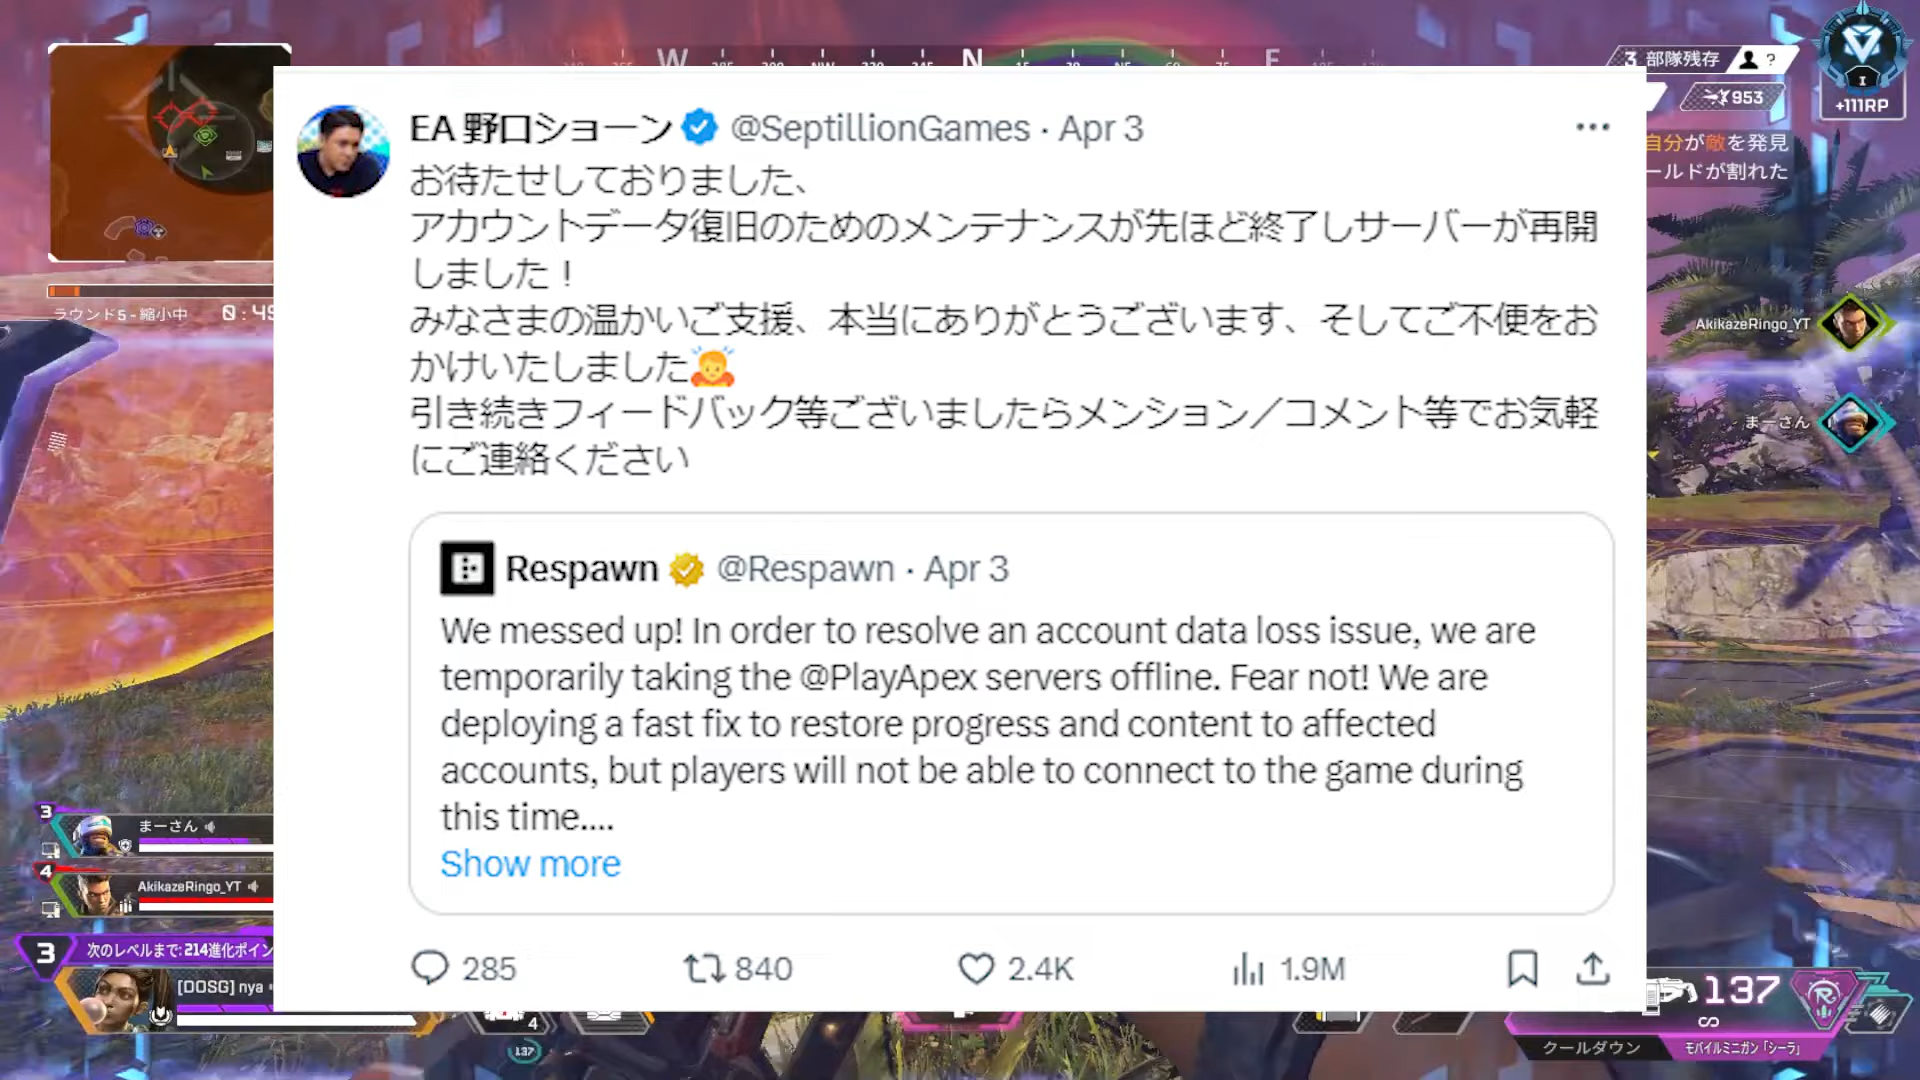 W
N
E
3 部隊残存
?
953
I
+111RP
自分が敵を発見
ールドが割れた
ラウンド5 - 縮小中 0:49
EA 野口ショーン @SeptillionGames · Apr 3
お待たせしておりました、
アカウントデータ復旧のためのメンテナンスが先ほど終了しサーバーが再開
しました！
みなさまの温かいご支援、本当にありがとうございます、そしてご不便をお
かけいたしました🙇
引き続きフィードバック等ございましたらメンション／コメント等でお気軽
にご連絡ください
Respawn @Respawn · Apr 3
We messed up! In order to resolve an account data loss issue, we are
temporarily taking the @PlayApex servers offline. Fear not! We are
deploying a fast fix to restore progress and content to affected
accounts, but players will not be able to connect to the game during
this time....
Show more
285 840 2.4K 1.9M
AkikazeRingo_YT
まーさん
3
まーさん
4
AkikazeRingo_YT
3 次のレベルまで: 214進化ポイン
[DOSG] nya
4
137
137
∞
クールダウン
モバイルミニガン「シーラ」